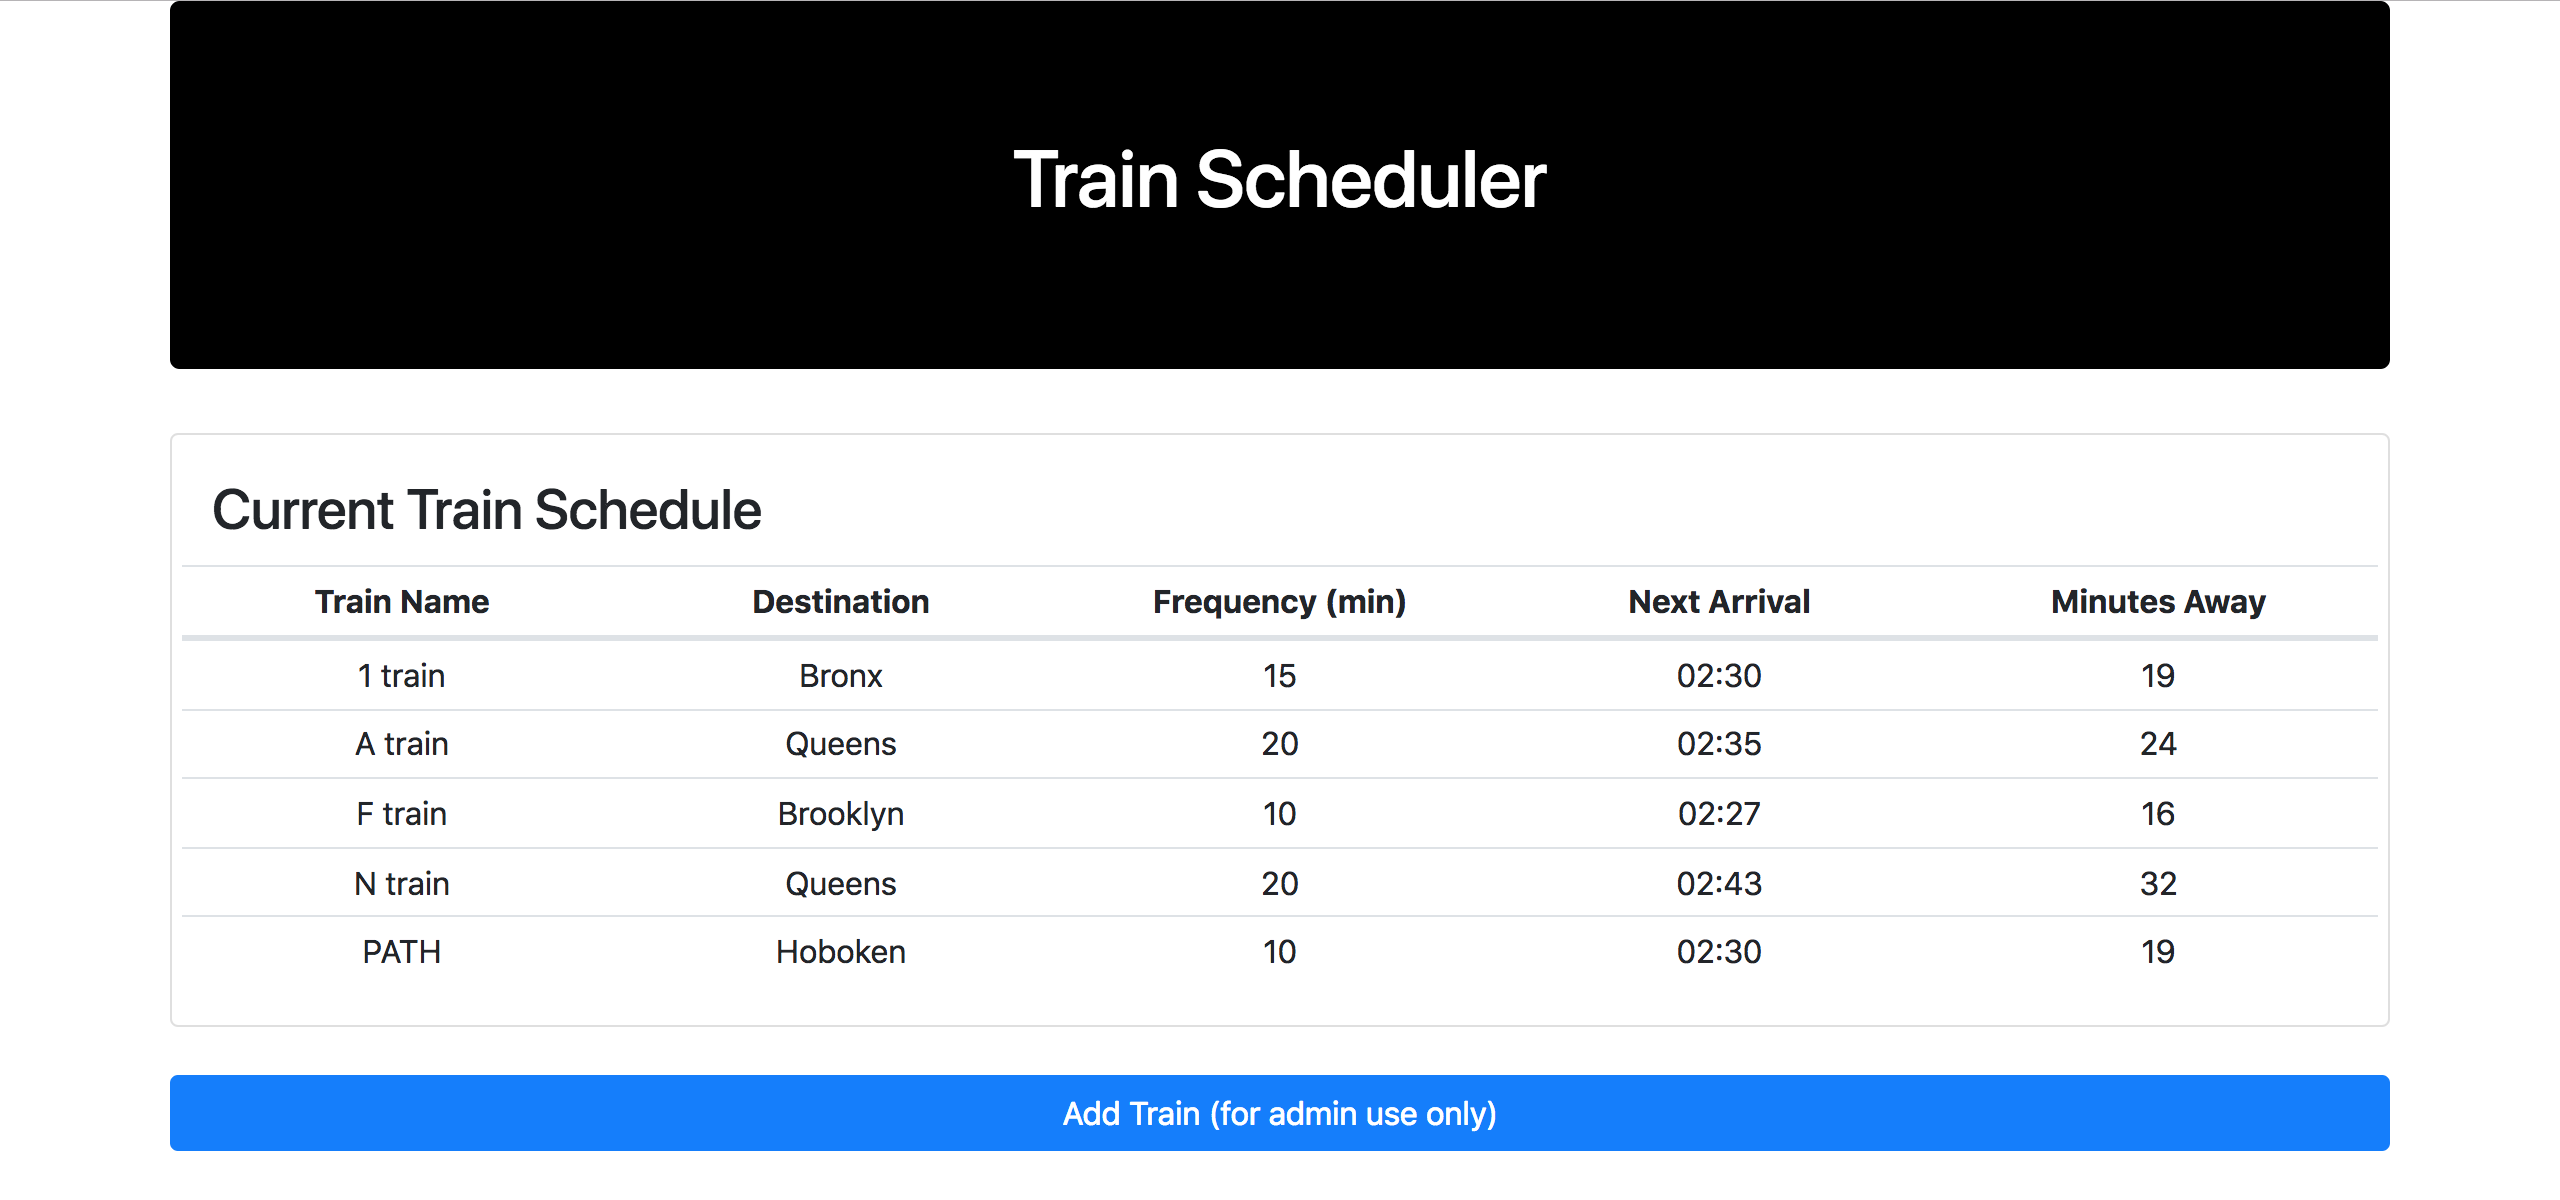 Train Scheduler
Current Train Schedule
Train Name Destination Frequency (min) Next Arrival Minutes Away
1 train Bronx 15 02:30 19
A train Queens 20 02:35 24
F train Brooklyn 10 02:27 16
N train Queens 20 02:43 32
PATH Hoboken 10 02:30 19
Add Train (for admin use only)